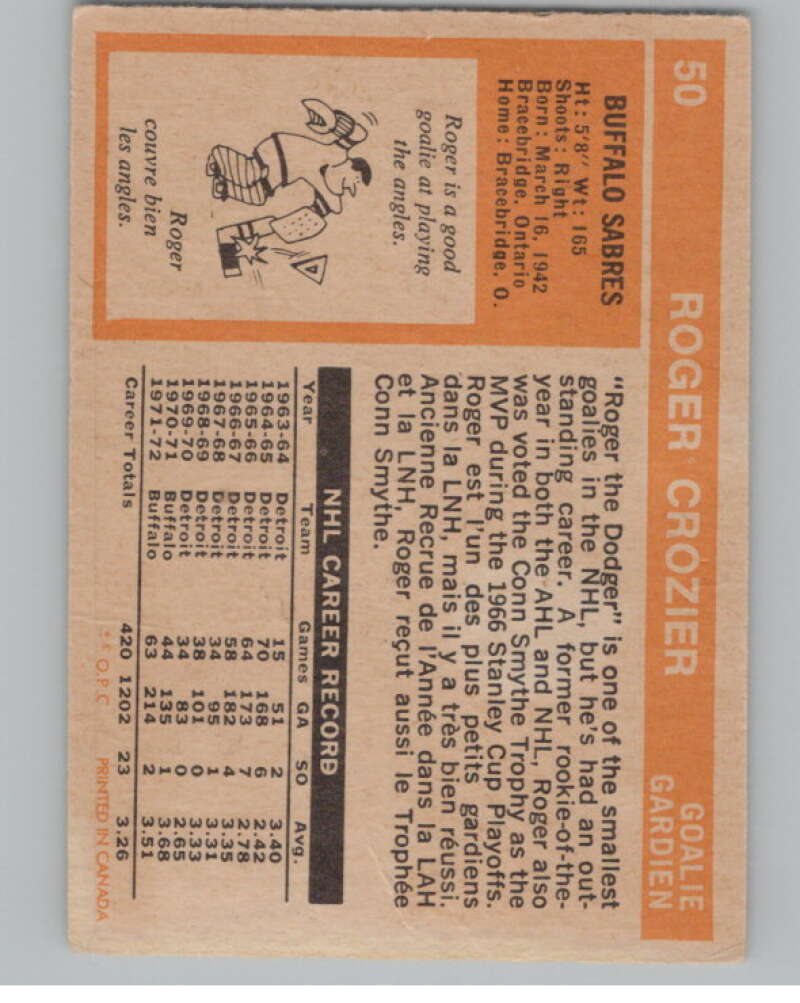 50 ROGER CROZIER GOALIE
GARDIEN
BUFFALO SABRES
Ht: 5'8" Wt: 165
Shoots: Right
Born: March 16, 1942
Bracebridge, Ontario
Home: Bracebridge, O.
Roger is a good
goalie at playing
the angles.
Roger
couvre bien
les angles.
"Roger the Dodger" is one of the smallest
goalies in the NHL, but he's had an out-
standing career. A former rookie-of-the-
year in both the AHL and NHL, Roger also
was voted the Conn Smythe Trophy as the
MVP during the 1966 Stanley Cup Playoffs.
Roger est l'un des plus petits gardiens
dans la LNH, mais il y a très bien réussi.
Ancienne Recrue de l'Année dans la LAH
et la LNH, Roger reçut aussi le Trophée
Conn Smythe.
NHL CAREER RECORD
Year Team Games GA SO Avg.
1963-64 Detroit 15 51 2 3.40
1964-65 Detroit 70 168 6 2.42
1965-66 Detroit 64 173 7 2.78
1966-67 Detroit 58 182 4 3.35
1967-68 Detroit 34 95 1 3.31
1968-69 Detroit 38 101 0 3.33
1969-70 Detroit 34 83 0 2.65
1970-71 Buffalo 44 135 1 3.68
1971-72 Buffalo 63 214 2 3.51
Career Totals 420 1202 23 3.26
O.P.C. PRINTED IN CANADA